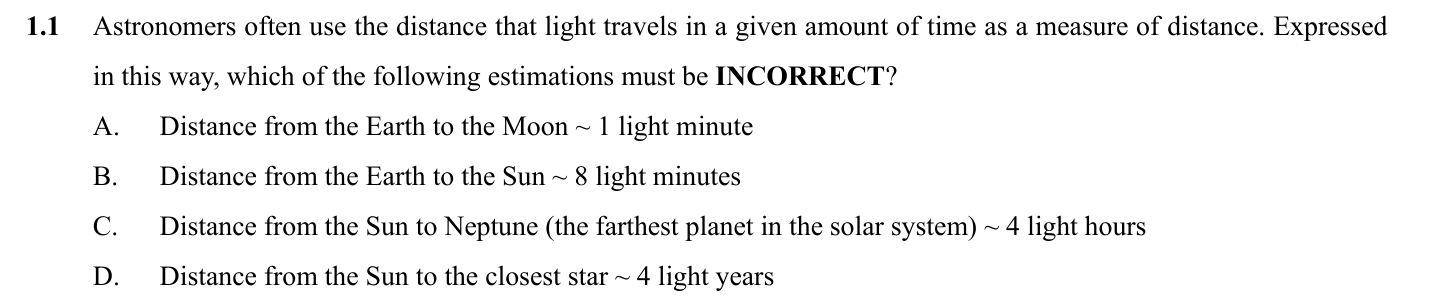 1.1 Astronomers often use the distance that light travels in a given amount of time as a measure of distance. Expressed
in this way, which of the following estimations must be INCORRECT?
A. Distance from the Earth to the Moon ~ 1 light minute
B. Distance from the Earth to the Sun ~ 8 light minutes
C. Distance from the Sun to Neptune (the farthest planet in the solar system) ~ 4 light hours
D. Distance from the Sun to the closest star ~ 4 light years